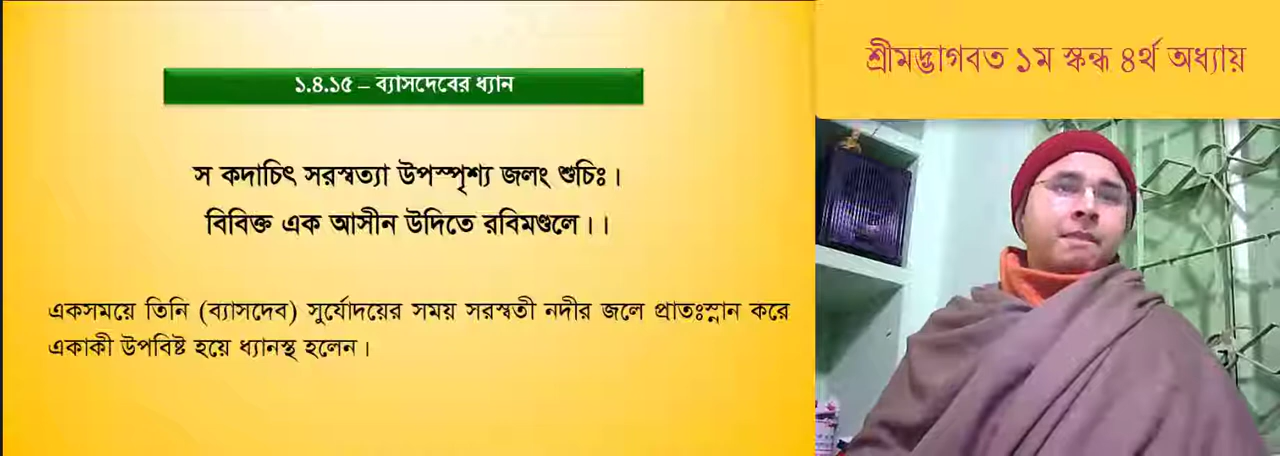 ১.৪.১৫ – ব্যাসদেবের ধ্যান
স কদাচিৎ সরস্বত্যা উপস্পৃশ্য জলং শুচিঃ।
বিবিক্ত এক আসীন উদিতে রবিমণ্ডলে।।
একসময়ে তিনি (ব্যাসদেব) সুর্যোদয়ের সময় সরস্বতী নদীর জলে প্রাতঃস্নান করে
একাকী উপবিষ্ট হয়ে ধ্যানস্থ হলেন।
শ্রীমদ্ভাগবত ১ম স্কন্ধ ৪র্থ অধ্যায়